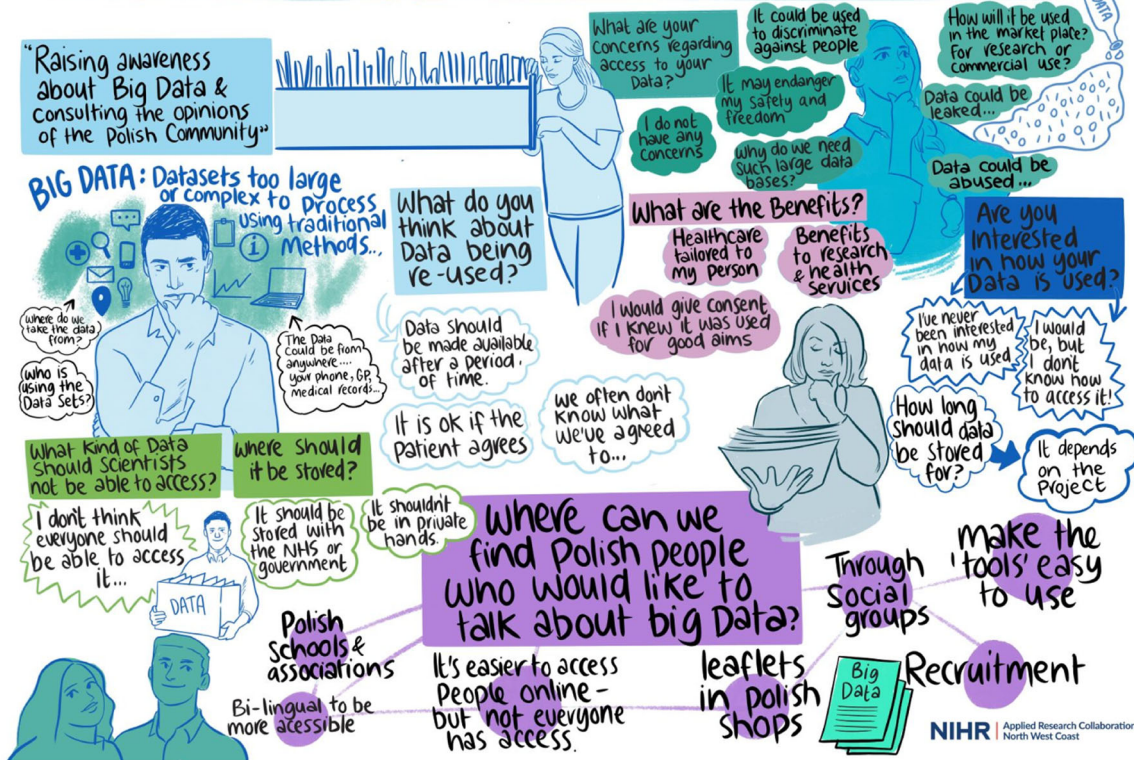 "Raising awareness
about Big Data &
consulting the opinions
of the Polish Community"
BIG DATA: Datasets too large
or complex to process
using traditional
Methods...
Where do we
take the data
from?
who is
using the
Data Sets?
The Data
Could be from
anywhere....
your phone, GP,
medical records...
What do you
think about
Data being
re-used?
Data should
be made available
after a period
of time.
It is ok if the
Patient agrees
we often don't
know what
we've agreed
to...
What are your
concerns regarding
access to your
Data?
It could be used
to discriminate
against people
It may endanger
my safety and
freedom
I do not
have any
concerns
Why do we need
such large data
bases?
How will it be used
in the market place?
For research or
commercial use?
Data could be
leaked...
Data could be
abused...
DATA
What are the Benefits?
Healthcare
tailored to
my person
Benefits
to research
& health
services
I would give consent
if I knew it was used
for good aims
Are you
Interested
in how your
Data is used?
I've never
been interested
in how my
data is used
I would
be, but
I don't
know how
to access it!
How long
should data
be stored
for?
It depends
on the
Project
What kind of Data
should scientists
not be able to access?
I don't think
everyone should
be able to access
it...
DATA
Where should
it be stored?
It should be
stored with
the NHS or
government
It shouldn't
be in private
hands.
Where can we
find Polish people
who would like to
talk about big Data?
Polish
Schools &
associations
Bi-lingual to be
more acessible
It's easier to access
People online -
but not everyone
has access.
leaflets
in polish
shops
Through
Social
groups
make the
'tools' easy
to use
Recruitment
Big
Data
NIHR | Applied Research Collaboration
North West Coast